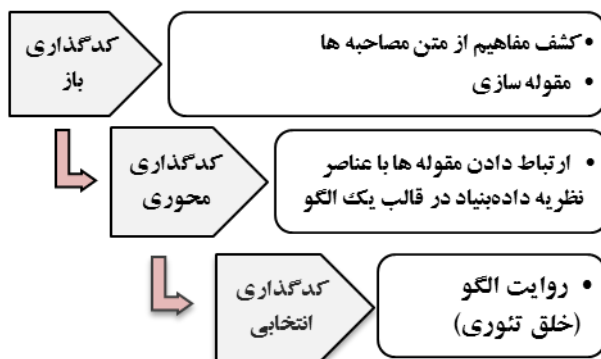 کدگذاری
باز
•کشف مفاهیم از متن مصاحبه ها
• مقوله سازی
کدگذاری
محوری
• ارتباط دادن مقوله ها با عناصر
نظریه داده‌بنیاد در قالب یک الگو
کدگذاری
انتخابی
• روایت الگو
(خلق تئوری)